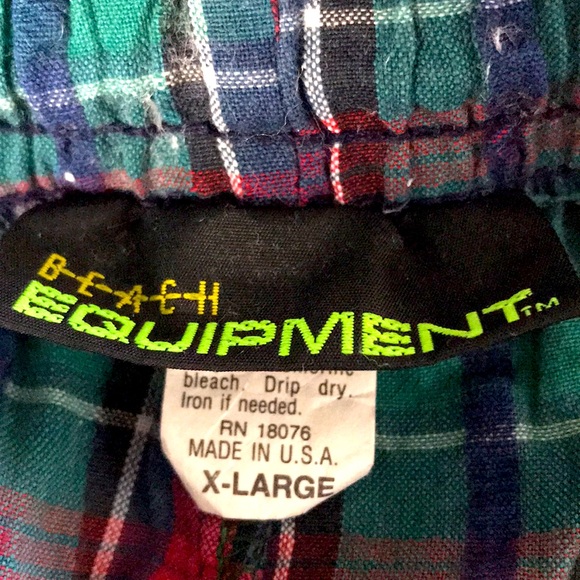 BEACH
EQUIPMENT™
bleach. Drip dry.
Iron if needed.
RN 18076
MADE IN U.S.A.
X-LARGE